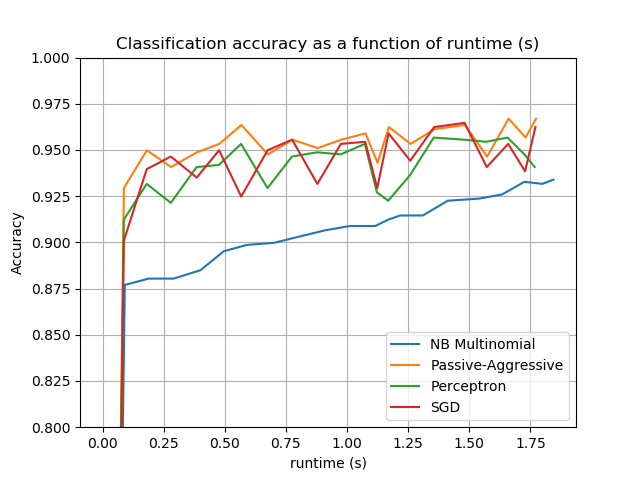 Classification accuracy as a function of runtime (s)
1.000
0.975
0.950
0.925
0.900
0.875
0.850
0.825
0.800
Accuracy
NB Multinomial
Passive-Aggressive
Perceptron
SGD
0.00 0.25 0.50 0.75 1.00 1.25 1.50 1.75
runtime (s)